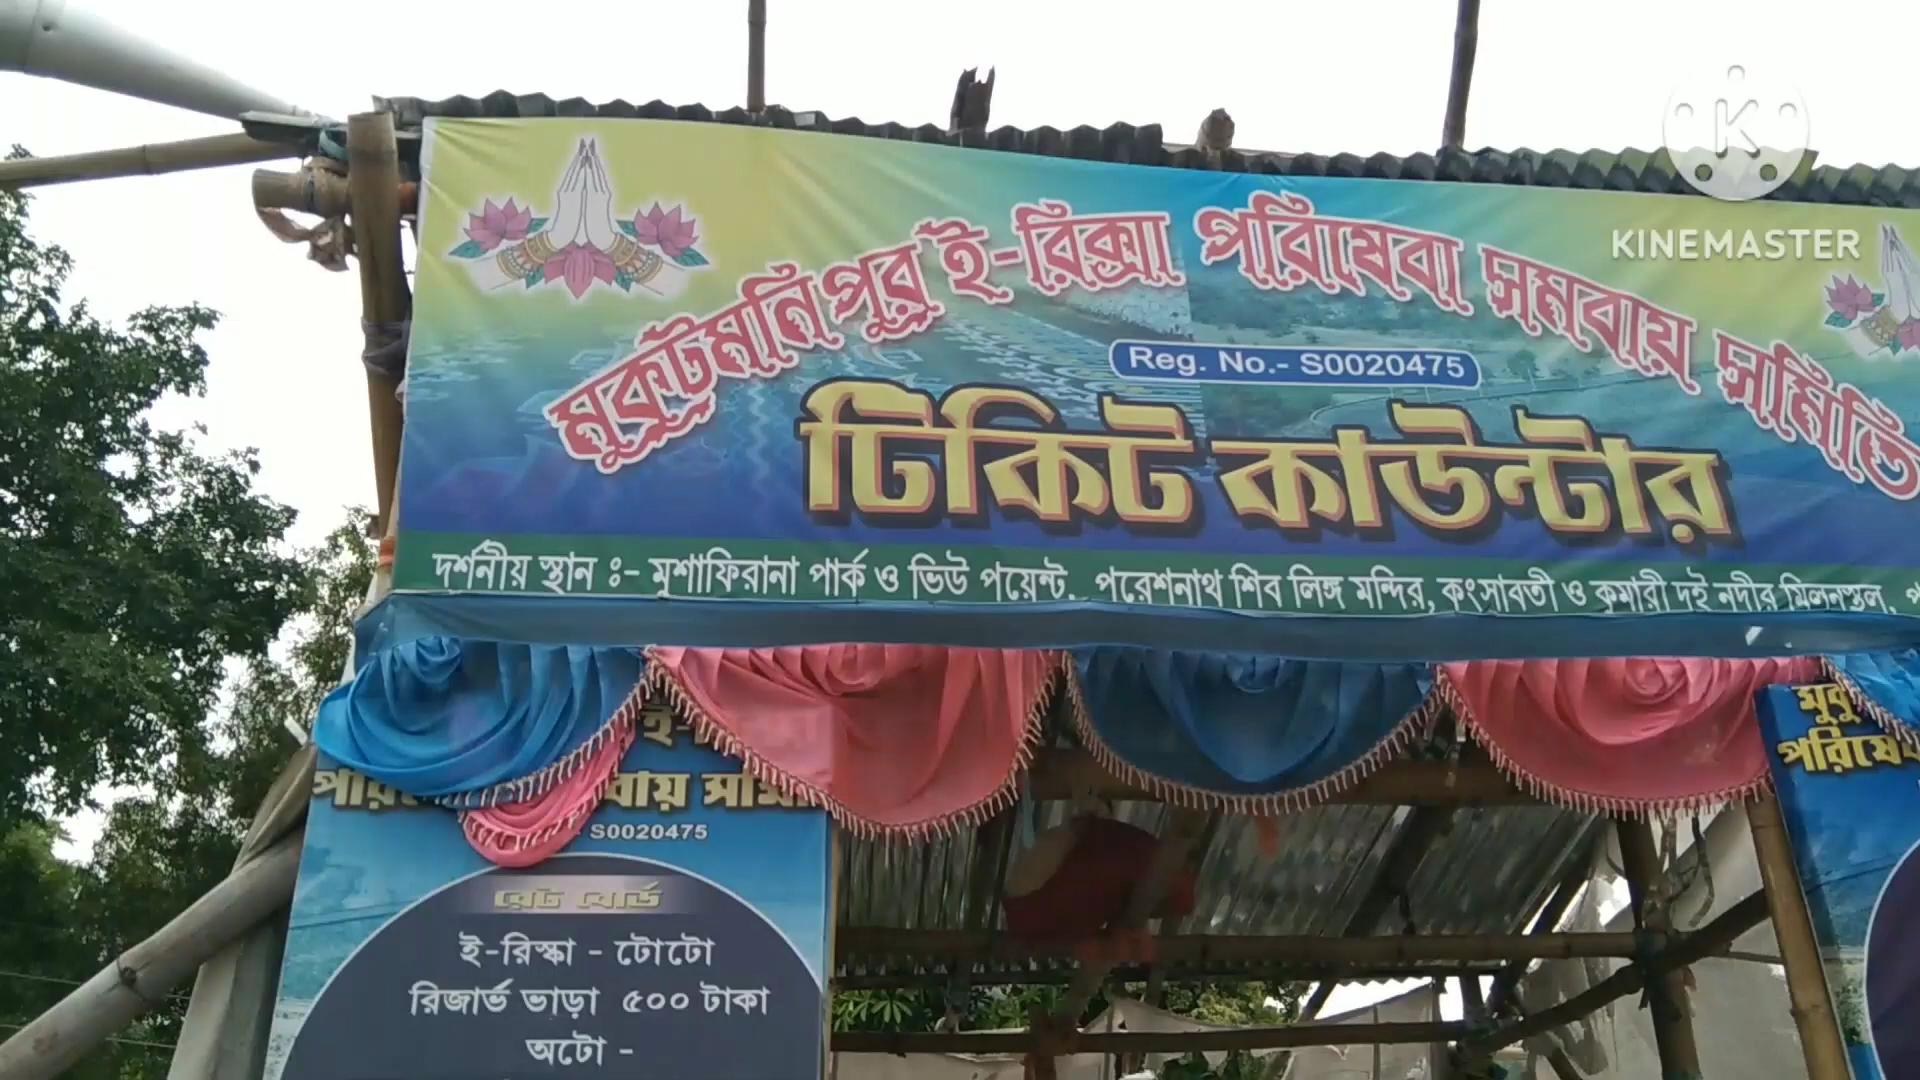 KINEMASTER
মুকুটমনিপুর ই-রিক্সা পরিষেবা সমবায় সমিতি
Reg. No.- S0020475
টিকিট কাউন্টার
দর্শনীয় স্থান ঃ- মুশাফিরানা পার্ক ও ভিউ পয়েন্ট, পরেশনাথ শিব লিঙ্গ মন্দির, কংসাবতী ও কুমারী দুই নদীর মিলনস্থল,
S0020475
রেট বোর্ড
ই-রিস্কা - টোটো
রিজার্ভ ভাড়া ৫০০ টাকা
অটো -